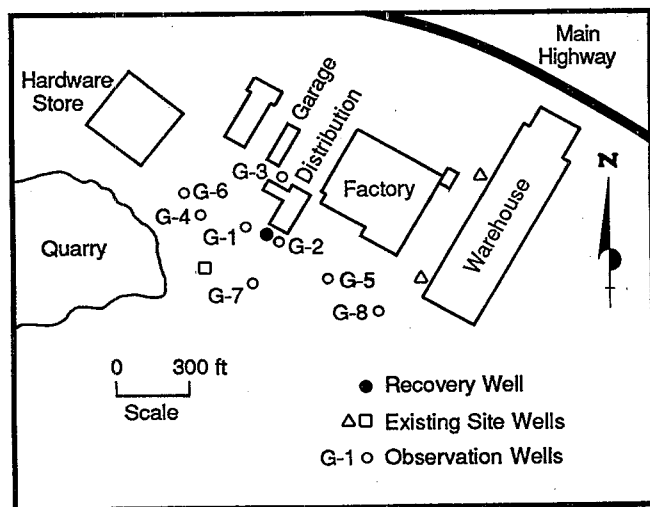 Main
Highway
Hardware
Store
Garage
Distribution
G-3
Factory
N
G-6
G-4
G-1
G-2
Warehouse
Quarry
G-5
G-7
G-8
0 300 ft
Scale
Recovery Well
Existing Site Wells
G-1 Observation Wells